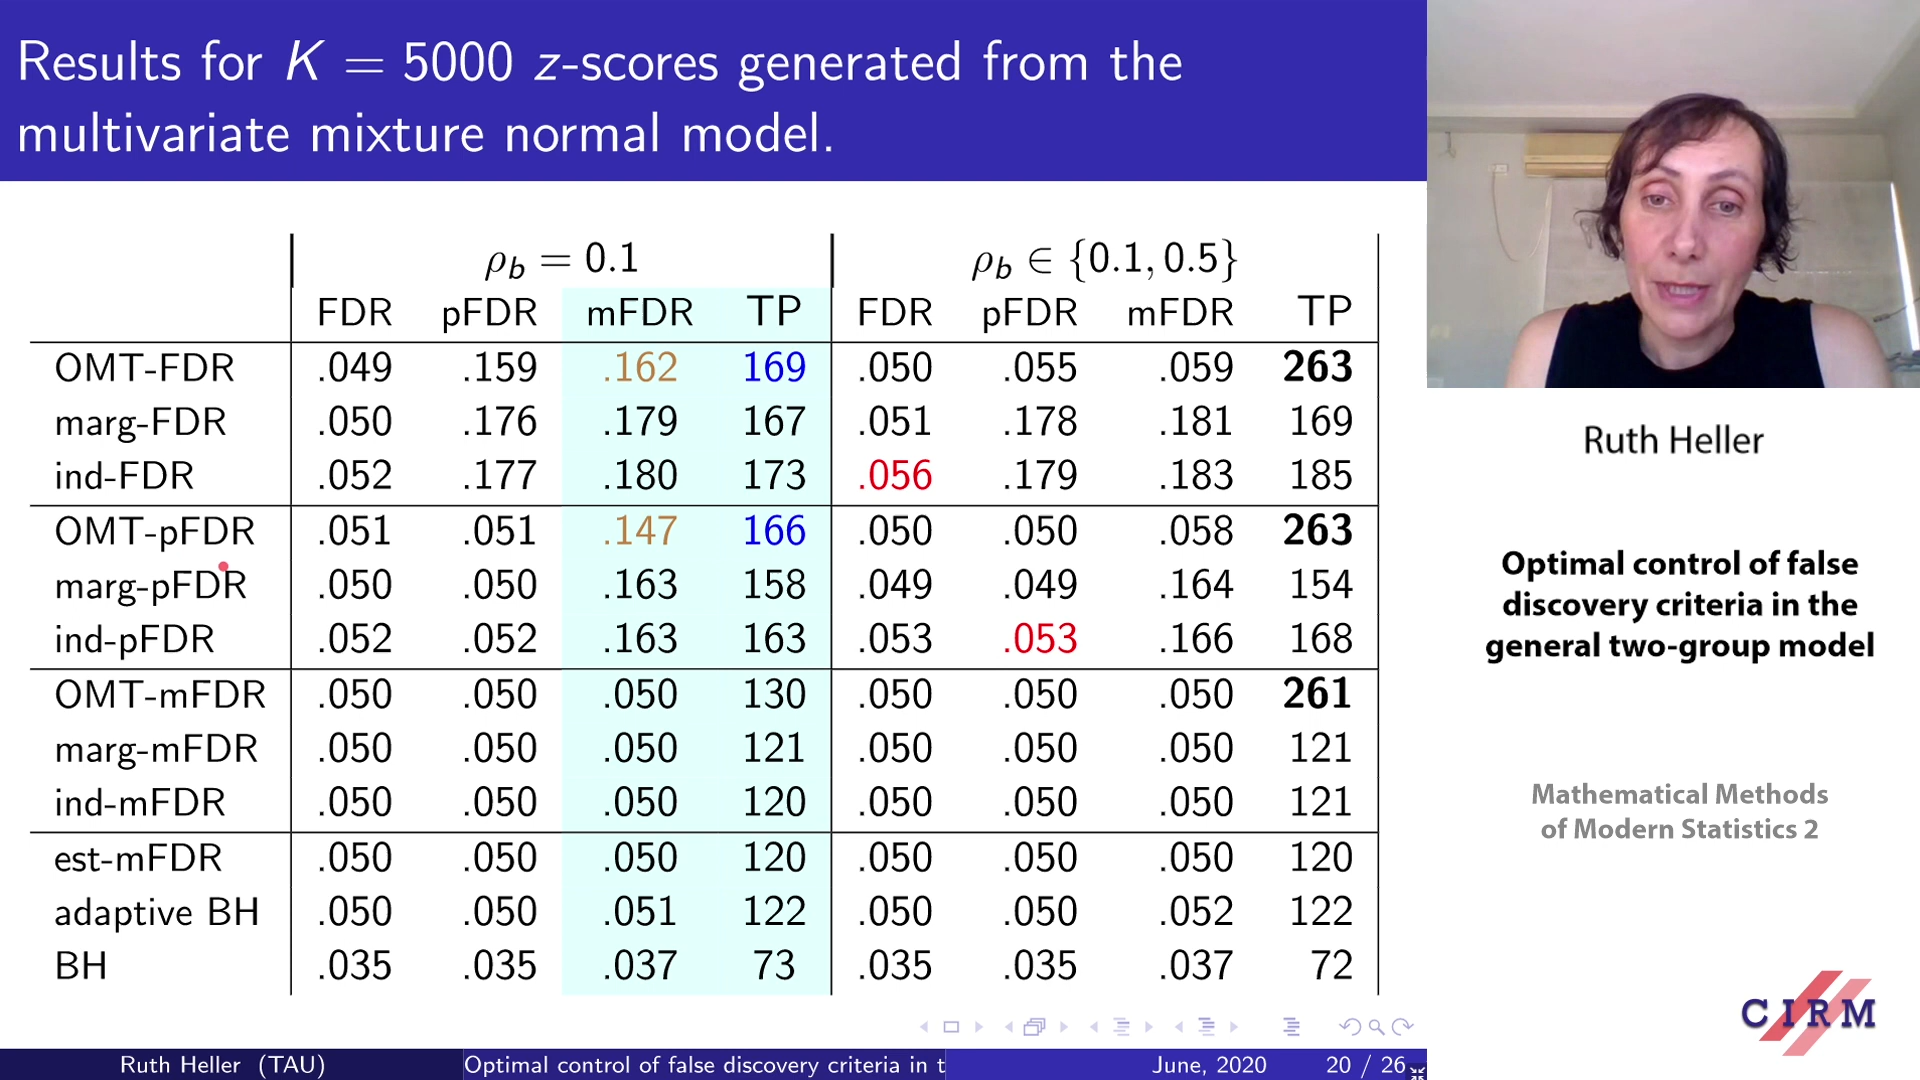 Results for K = 5000 z-scores generated from the
multivariate mixture normal model.
ρb = 0.1 ρb ∈ {0.1, 0.5}
FDR pFDR mFDR TP FDR pFDR mFDR TP
OMT-FDR .049 .159 .162 169 .050 .055 .059 263
marg-FDR .050 .176 .179 167 .051 .178 .181 169
ind-FDR .052 .177 .180 173 .056 .179 .183 185
OMT-pFDR .051 .051 .147 166 .050 .050 .058 263
marg-pFDR .050 .050 .163 158 .049 .049 .164 154
ind-pFDR .052 .052 .163 163 .053 .053 .166 168
OMT-mFDR .050 .050 .050 130 .050 .050 .050 261
marg-mFDR .050 .050 .050 121 .050 .050 .050 121
ind-mFDR .050 .050 .050 120 .050 .050 .050 121
est-mFDR .050 .050 .050 120 .050 .050 .050 120
adaptive BH .050 .050 .051 122 .050 .050 .052 122
BH .035 .035 .037 73 .035 .035 .037 72
Ruth Heller (TAU) Optimal control of false discovery criteria in t June, 2020 20 / 26
Ruth Heller
Optimal control of false
discovery criteria in the
general two-group model
Mathematical Methods
of Modern Statistics 2
CIRM